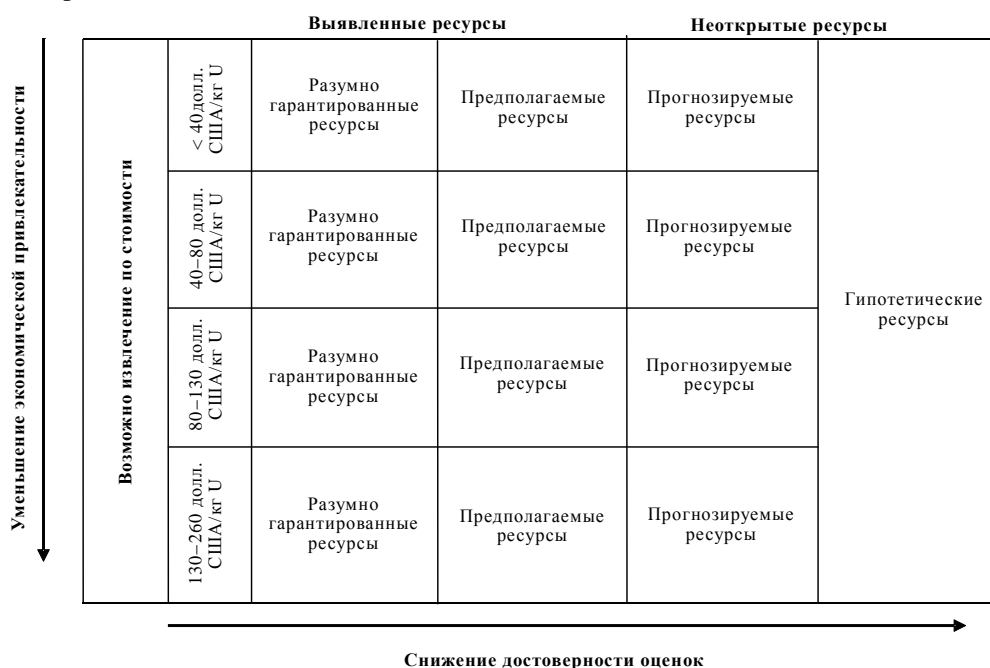 Выявленные ресурсы
Неоткрытые ресурсы
Уменьшение экономической привлекательности
Возможно извлечение по стоимости
< 40долл.
США/кг U
Разумно
гарантированные
ресурсы
Предполагаемые
ресурсы
Прогнозируемые
ресурсы
40–80 долл.
США/кг U
Разумно
гарантированные
ресурсы
Предполагаемые
ресурсы
Прогнозируемые
ресурсы
Гипотетические
ресурсы
80–130 долл.
США/кг U
Разумно
гарантированные
ресурсы
Предполагаемые
ресурсы
Прогнозируемые
ресурсы
130–260 долл.
США/кг U
Разумно
гарантированные
ресурсы
Предполагаемые
ресурсы
Прогнозируемые
ресурсы
Снижение достоверности оценок